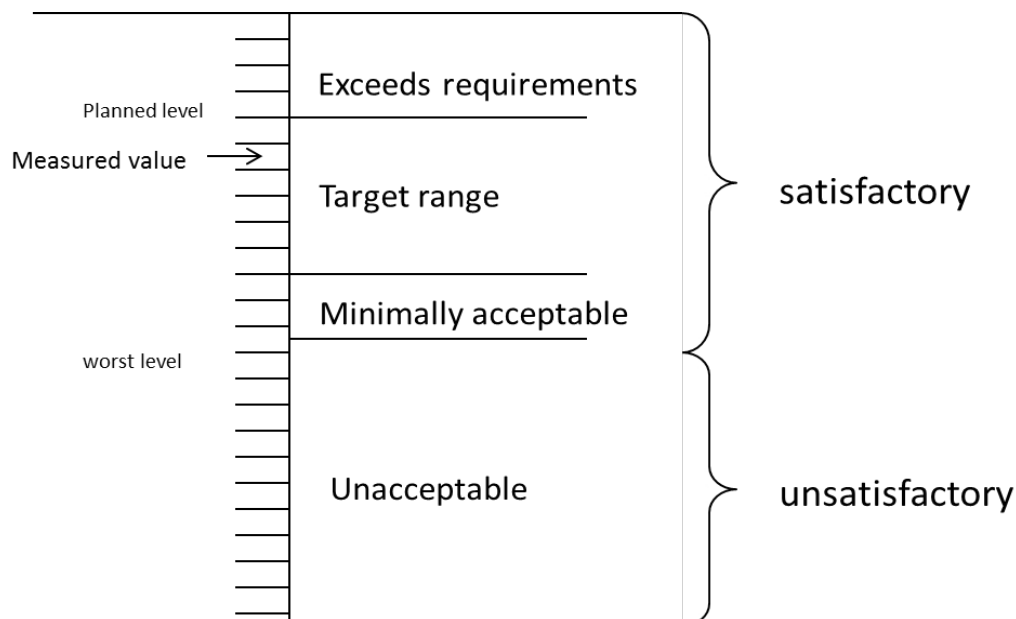 Exceeds requirements
Planned level
Measured value
Target range
satisfactory
Minimally acceptable
worst level
Unacceptable
unsatisfactory